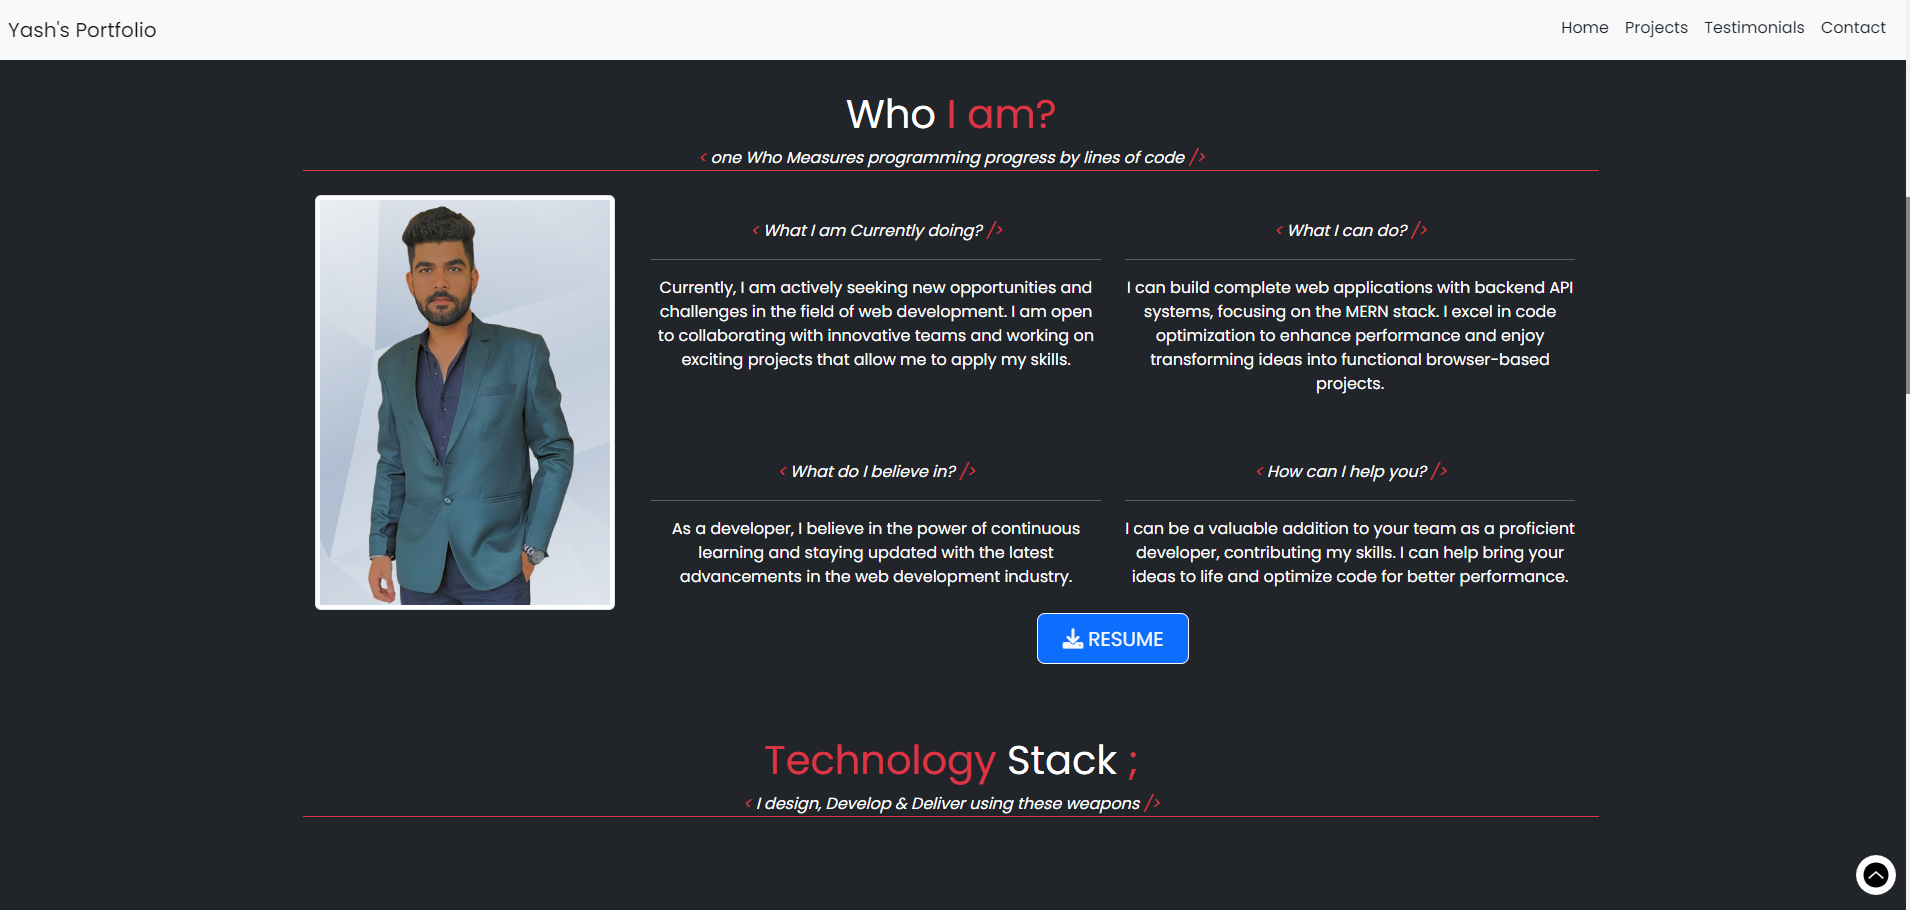 Yash's Portfolio
Home Projects Testimonials Contact
Who I am?
< one Who Measures programming progress by lines of code />
< What I am Currently doing? />
Currently, I am actively seeking new opportunities and
challenges in the field of web development. I am open
to collaborating with innovative teams and working on
exciting projects that allow me to apply my skills.
< What I can do? />
I can build complete web applications with backend API
systems, focusing on the MERN stack. I excel in code
optimization to enhance performance and enjoy
transforming ideas into functional browser-based
projects.
< What do I believe in? />
As a developer, I believe in the power of continuous
learning and staying updated with the latest
advancements in the web development industry.
< How can I help you? />
I can be a valuable addition to your team as a proficient
developer, contributing my skills. I can help bring your
ideas to life and optimize code for better performance.
RESUME
Technology Stack ;
< I design, Develop & Deliver using these weapons />